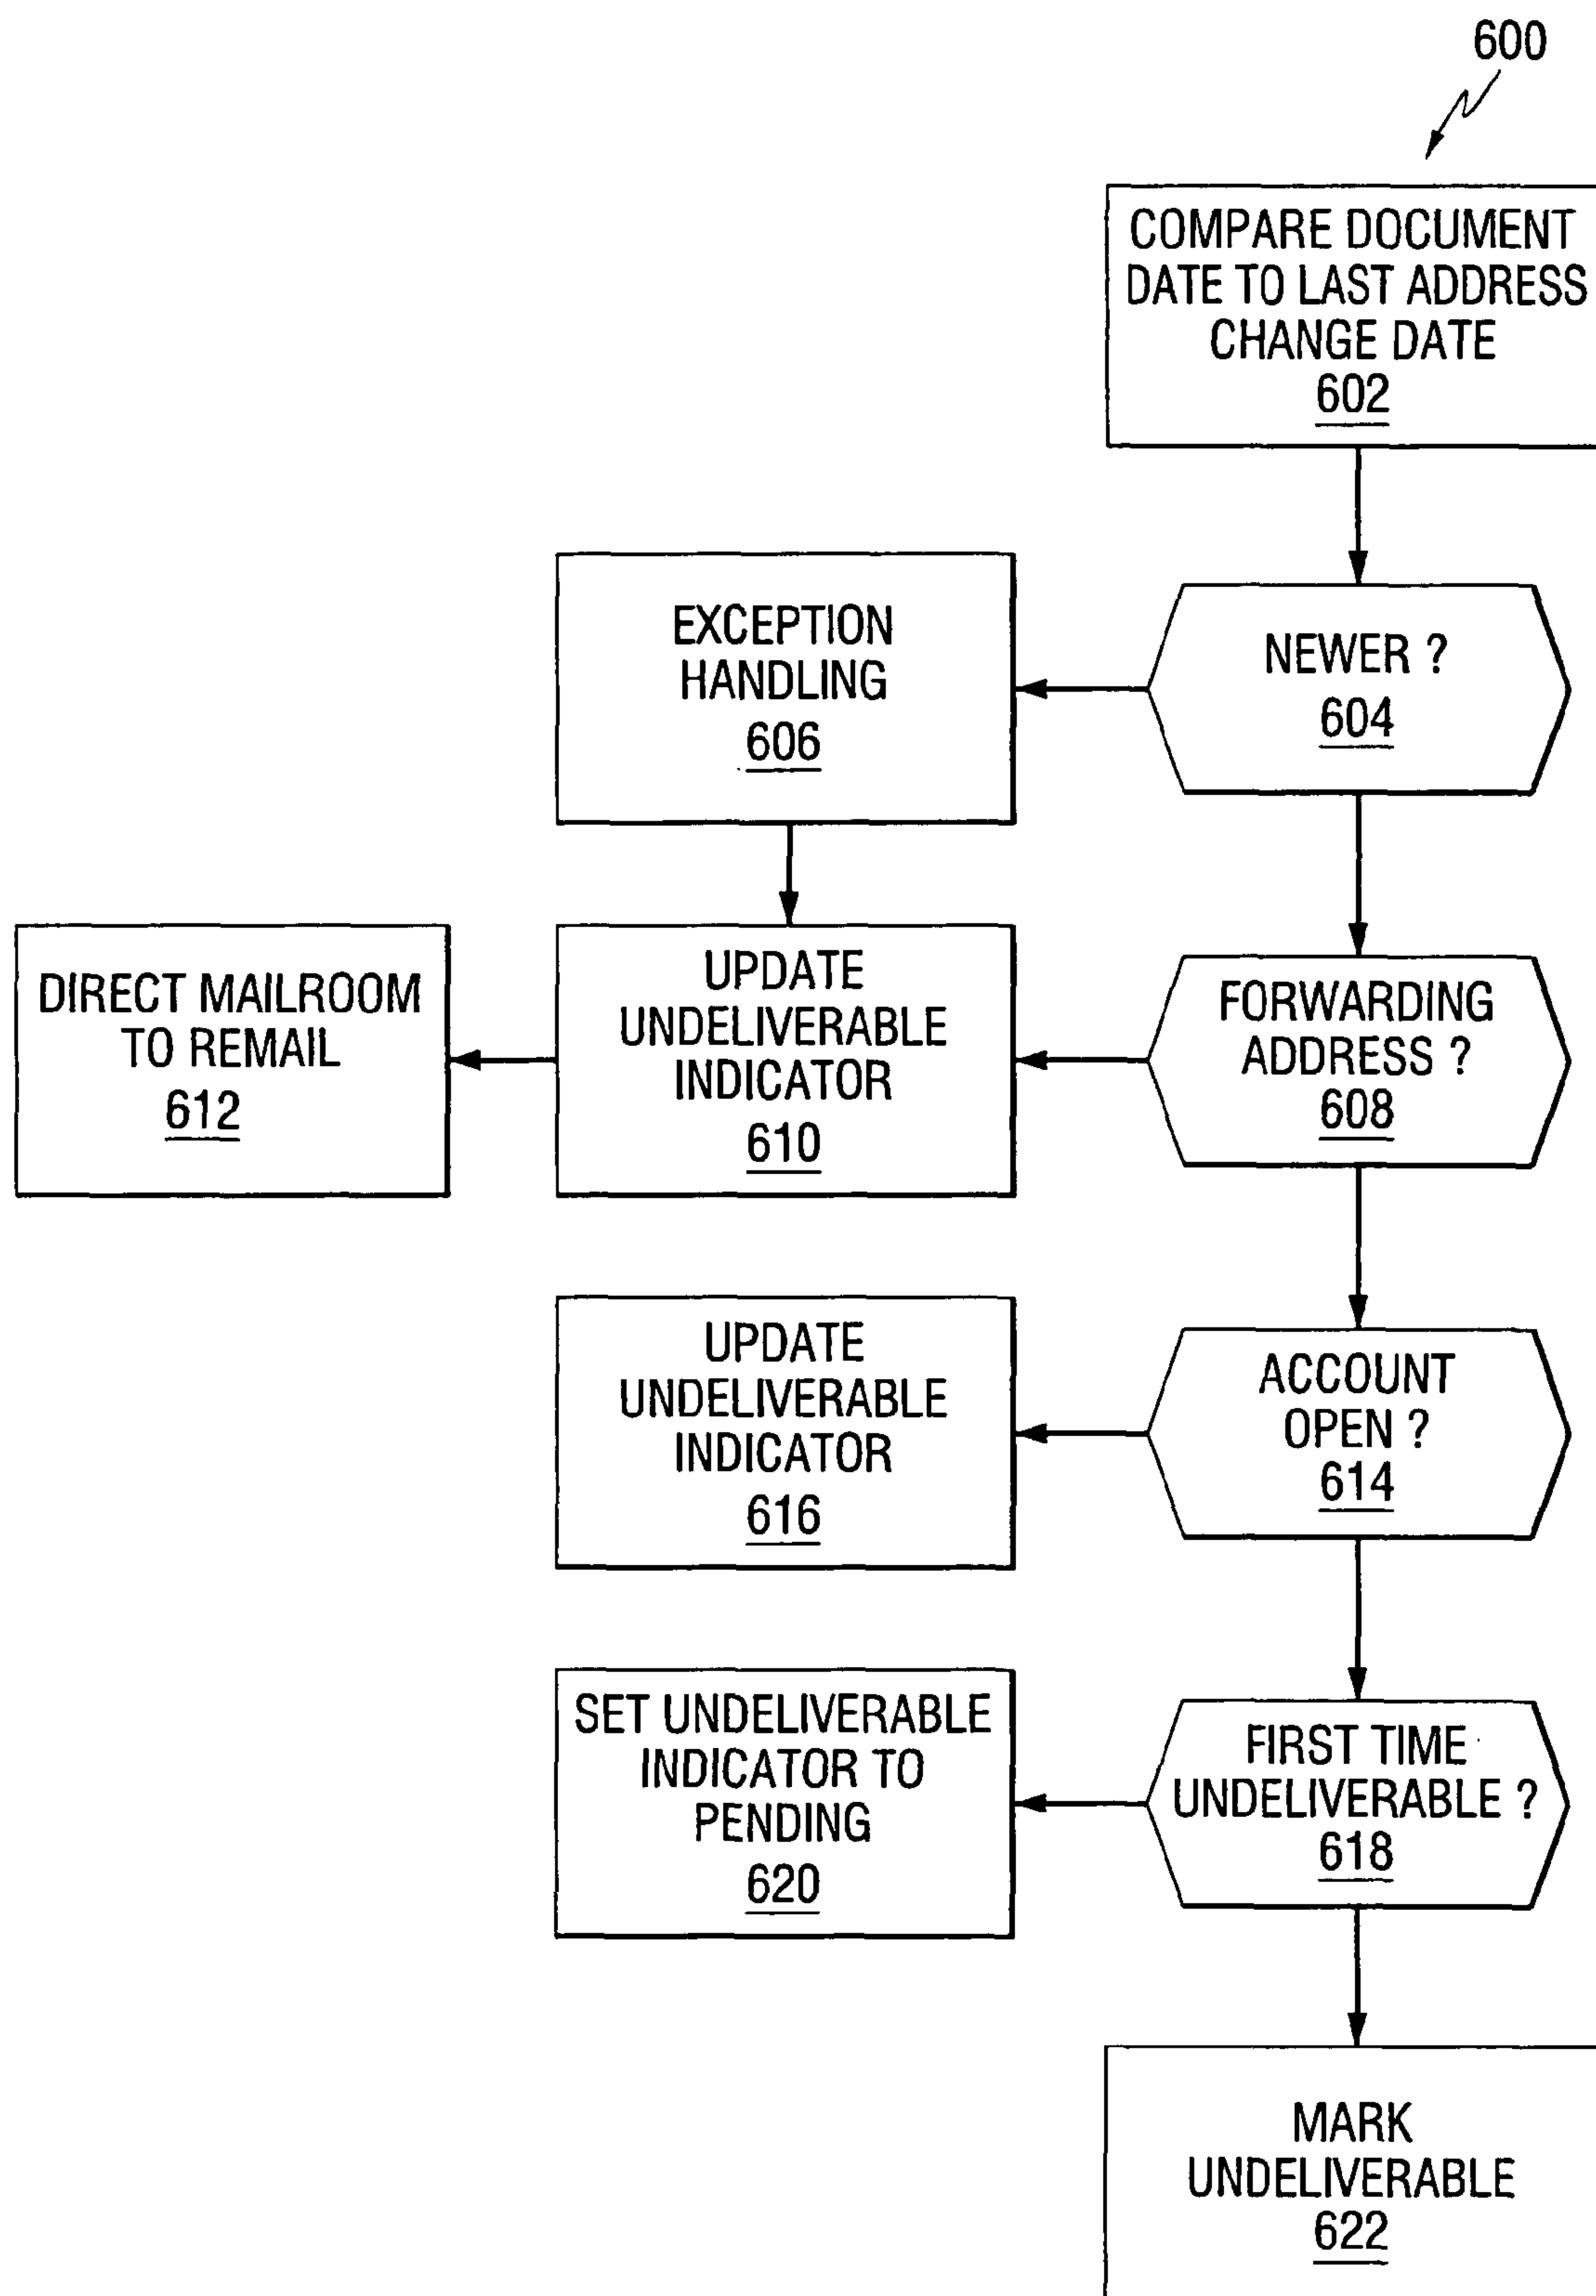 600
COMPARE DOCUMENT
DATE TO LAST ADDRESS
CHANGE DATE
602
EXCEPTION
HANDLING
606
NEWER ?
604
DIRECT MAILROOM
TO REMAIL
612
UPDATE
UNDELIVERABLE
INDICATOR
610
FORWARDING
ADDRESS ?
608
UPDATE
UNDELIVERABLE
INDICATOR
616
ACCOUNT
OPEN ?
614
SET UNDELIVERABLE
INDICATOR TO
PENDING
620
FIRST TIME
UNDELIVERABLE ?
618
MARK
UNDELIVERABLE
622